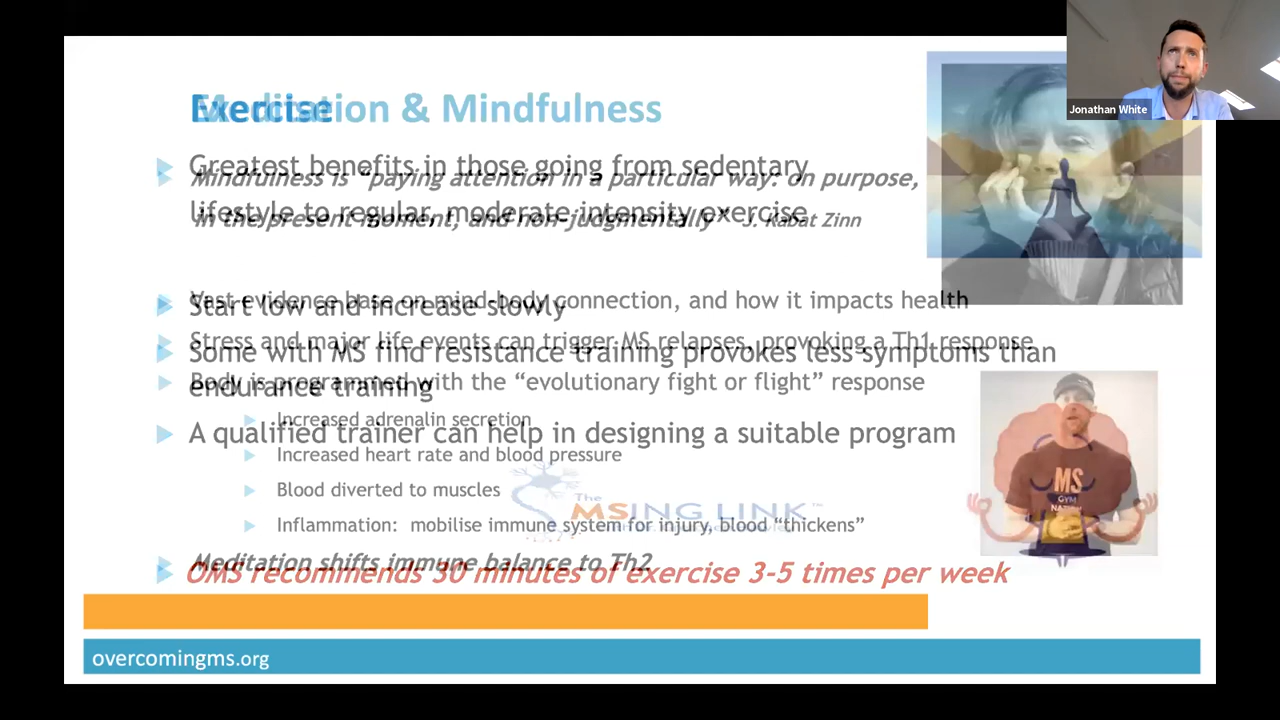 Jonathan White
Exercise
Meditation & Mindfulness
Greatest benefits in those going from sedentary
lifestyle to regular, moderate-intensity exercise
Mindfulness is “paying attention in a particular way: on purpose,
in the present moment, and non-judgmentally” J. Kabat Zinn
Start low and increase slowly
Vast evidence base on mind-body connection, and how it impacts health
Stress and major life events can trigger MS relapses, provoking a Th1 response
Some with MS find resistance training provokes less symptoms than
endurance training
Body is programmed with the “evolutionary fight or flight” response
Increased adrenalin secretion
A qualified trainer can help in designing a suitable program
Increased heart rate and blood pressure
Blood diverted to muscles
The
MSING LINK™
Inflammation: mobilise immune system for injury, blood “thickens”
MS
GYM
Meditation shifts immune balance to Th2
OMS recommends 30 minutes of exercise 3-5 times per week
overcomingms.org